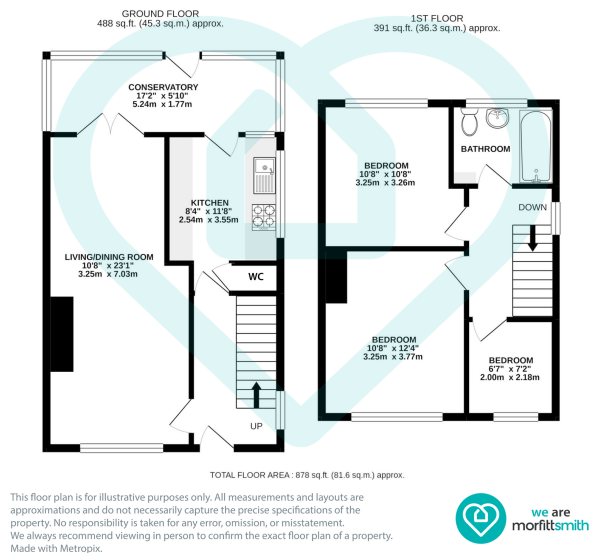 GROUND FLOOR
488 sq.ft. (45.3 sq.m.) approx.
1ST FLOOR
391 sq.ft. (36.3 sq.m.) approx.
CONSERVATORY
17'2" x 5'10"
5.24m x 1.77m
KITCHEN
8'4" x 11'8"
2.54m x 3.55m
LIVING/DINING ROOM
10'8" x 23'1"
3.25m x 7.03m
WC
UP
BATHROOM
BEDROOM
10'8" x 10'8"
3.25m x 3.26m
DOWN
BEDROOM
10'8" x 12'4"
3.25m x 3.77m
BEDROOM
6'7" x 7'2"
2.00m x 2.18m
TOTAL FLOOR AREA : 878 sq.ft. (81.6 sq.m.) approx.
This floor plan is for illustrative purposes only. All measurements and layouts are
approximations and do not necessarily capture the precise specifications of the
property. No responsibility is taken for any error, omission, or misstatement.
We always recommend viewing in person to confirm the exact floor plan of a property.
Made with Metropix.
we are
morfittsmith